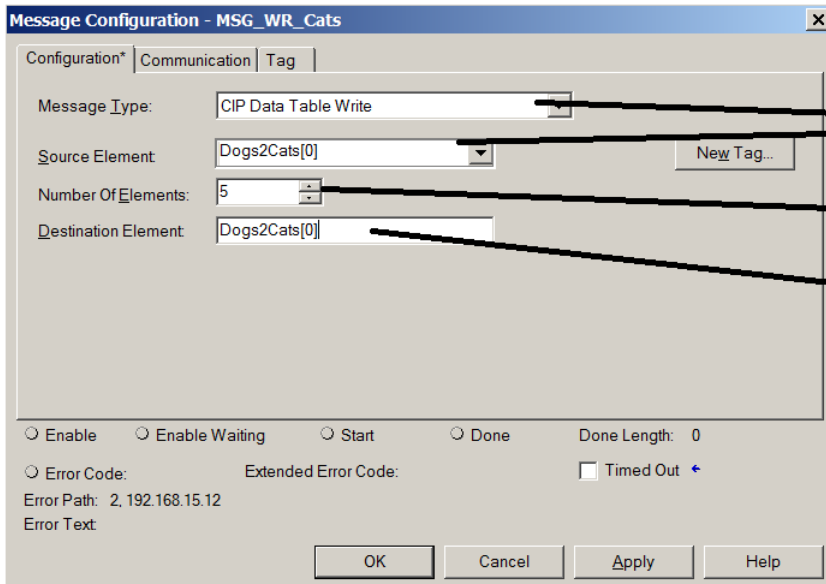 Message Configuration - MSG_WR_Cats
Configuration* Communication Tag
Message Type: CIP Data Table Write
Source Element: Dogs2Cats[0] New Tag...
Number Of Elements: 5
Destination Element: Dogs2Cats[0]
Enable Enable Waiting Start Done Done Length: 0
Error Code: Extended Error Code: Timed Out
Error Path: 2, 192.168.15.12
Error Text:
OK Cancel Apply Help